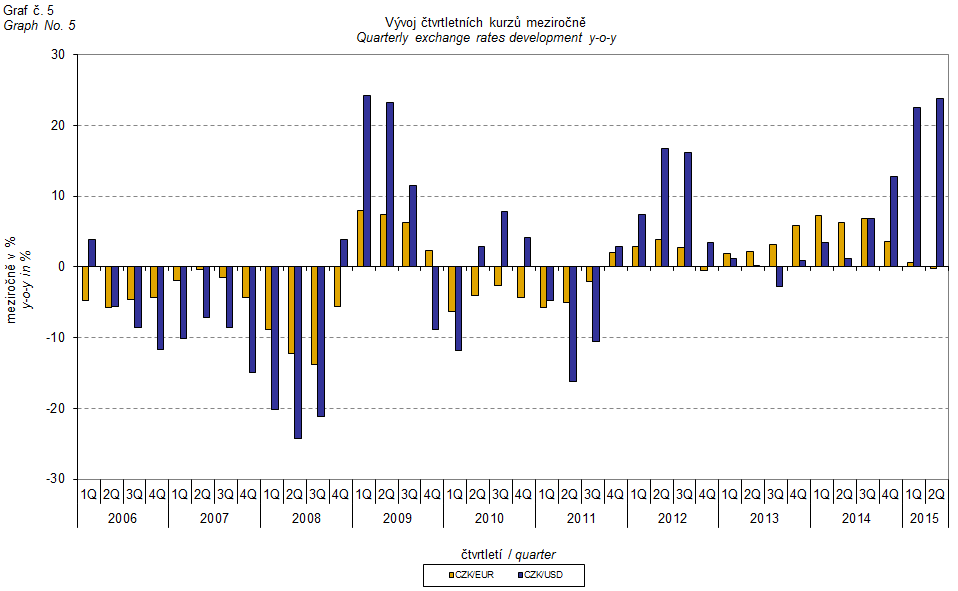 Graf č. 5
Graph No. 5
Vývoj čtvrtletních kurzů meziročně
Quarterly exchange rates development y-o-y
meziročně v %
y-o-y in %
30
20
10
0
-10
-20
-30
1Q 2Q 3Q 4Q 1Q 2Q 3Q 4Q 1Q 2Q 3Q 4Q 1Q 2Q 3Q 4Q 1Q 2Q 3Q 4Q 1Q 2Q 3Q 4Q 1Q 2Q 3Q 4Q 1Q 2Q 3Q 4Q 1Q 2Q 3Q 4Q 1Q 2Q
2006 2007 2008 2009 2010 2011 2012 2013 2014 2015
čtvrtletí / quarter
CZK/EUR CZK/USD